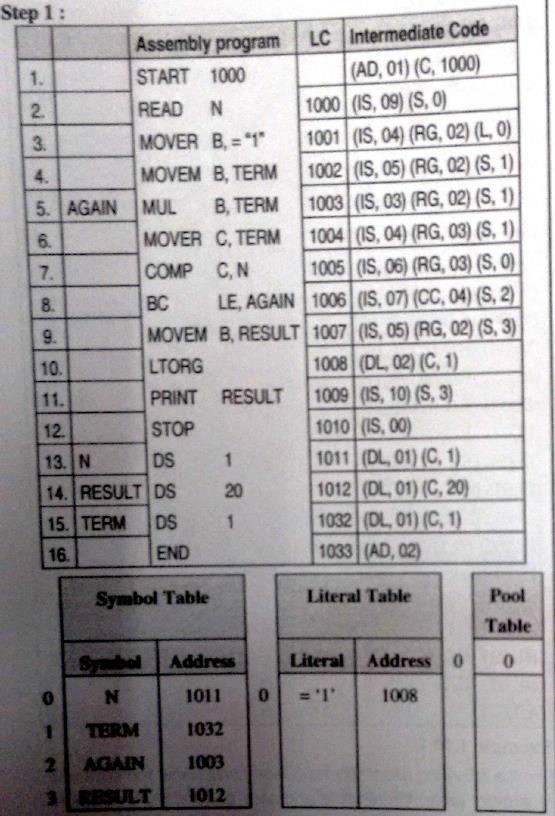 Step 1 :
Assembly program LC Intermediate Code
1. START 1000 (AD, 01) (C, 1000)
2. READ N 1000 (IS, 09) (S, 0)
3. MOVER B, = "1" 1001 (IS, 04) (RG, 02) (L, 0)
4. MOVEM B, TERM 1002 (IS, 05) (RG, 02) (S, 1)
5. AGAIN MUL B, TERM 1003 (IS, 03) (RG, 02) (S, 1)
6. MOVER C, TERM 1004 (IS, 04) (RG, 03) (S, 1)
7. COMP C, N 1005 (IS, 06) (RG, 03) (S, 0)
8. BC LE, AGAIN 1006 (IS, 07) (CC, 04) (S, 2)
9. MOVEM B, RESULT 1007 (IS, 05) (RG, 02) (S, 3)
10. LTORG 1008 (DL, 02) (C, 1)
11. PRINT RESULT 1009 (IS, 10) (S, 3)
12. STOP 1010 (IS, 00)
13. N DS 1 1011 (DL, 01) (C, 1)
14. RESULT DS 20 1012 (DL, 01) (C, 20)
15. TERM DS 1 1032 (DL, 01) (C, 1)
16. END 1033 (AD, 02)
Symbol Table Literal Table Pool Table
Symbol Address Literal Address 0 0
0 N 1011 0 = '1' 1008
1 TERM 1032
2 AGAIN 1003
3 RESULT 1012